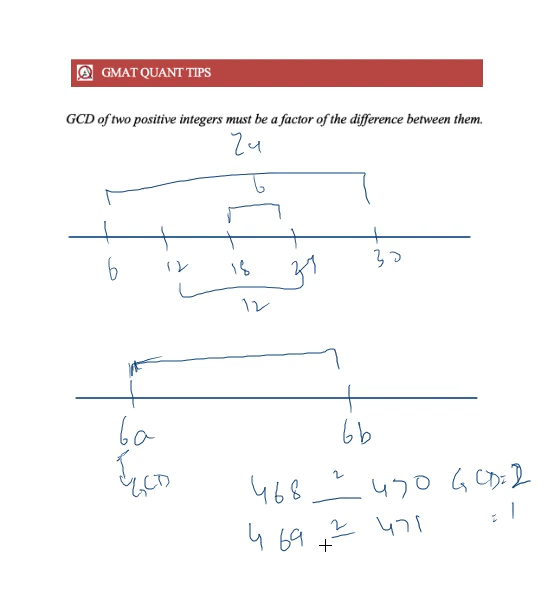 GMAT QUANT TIPS
GCD of two positive integers must be a factor of the difference between them.
24
6
6 12 18 24 30
12
6a 6b
GCD
468 2 470 GCD=2
469 2 471 =1